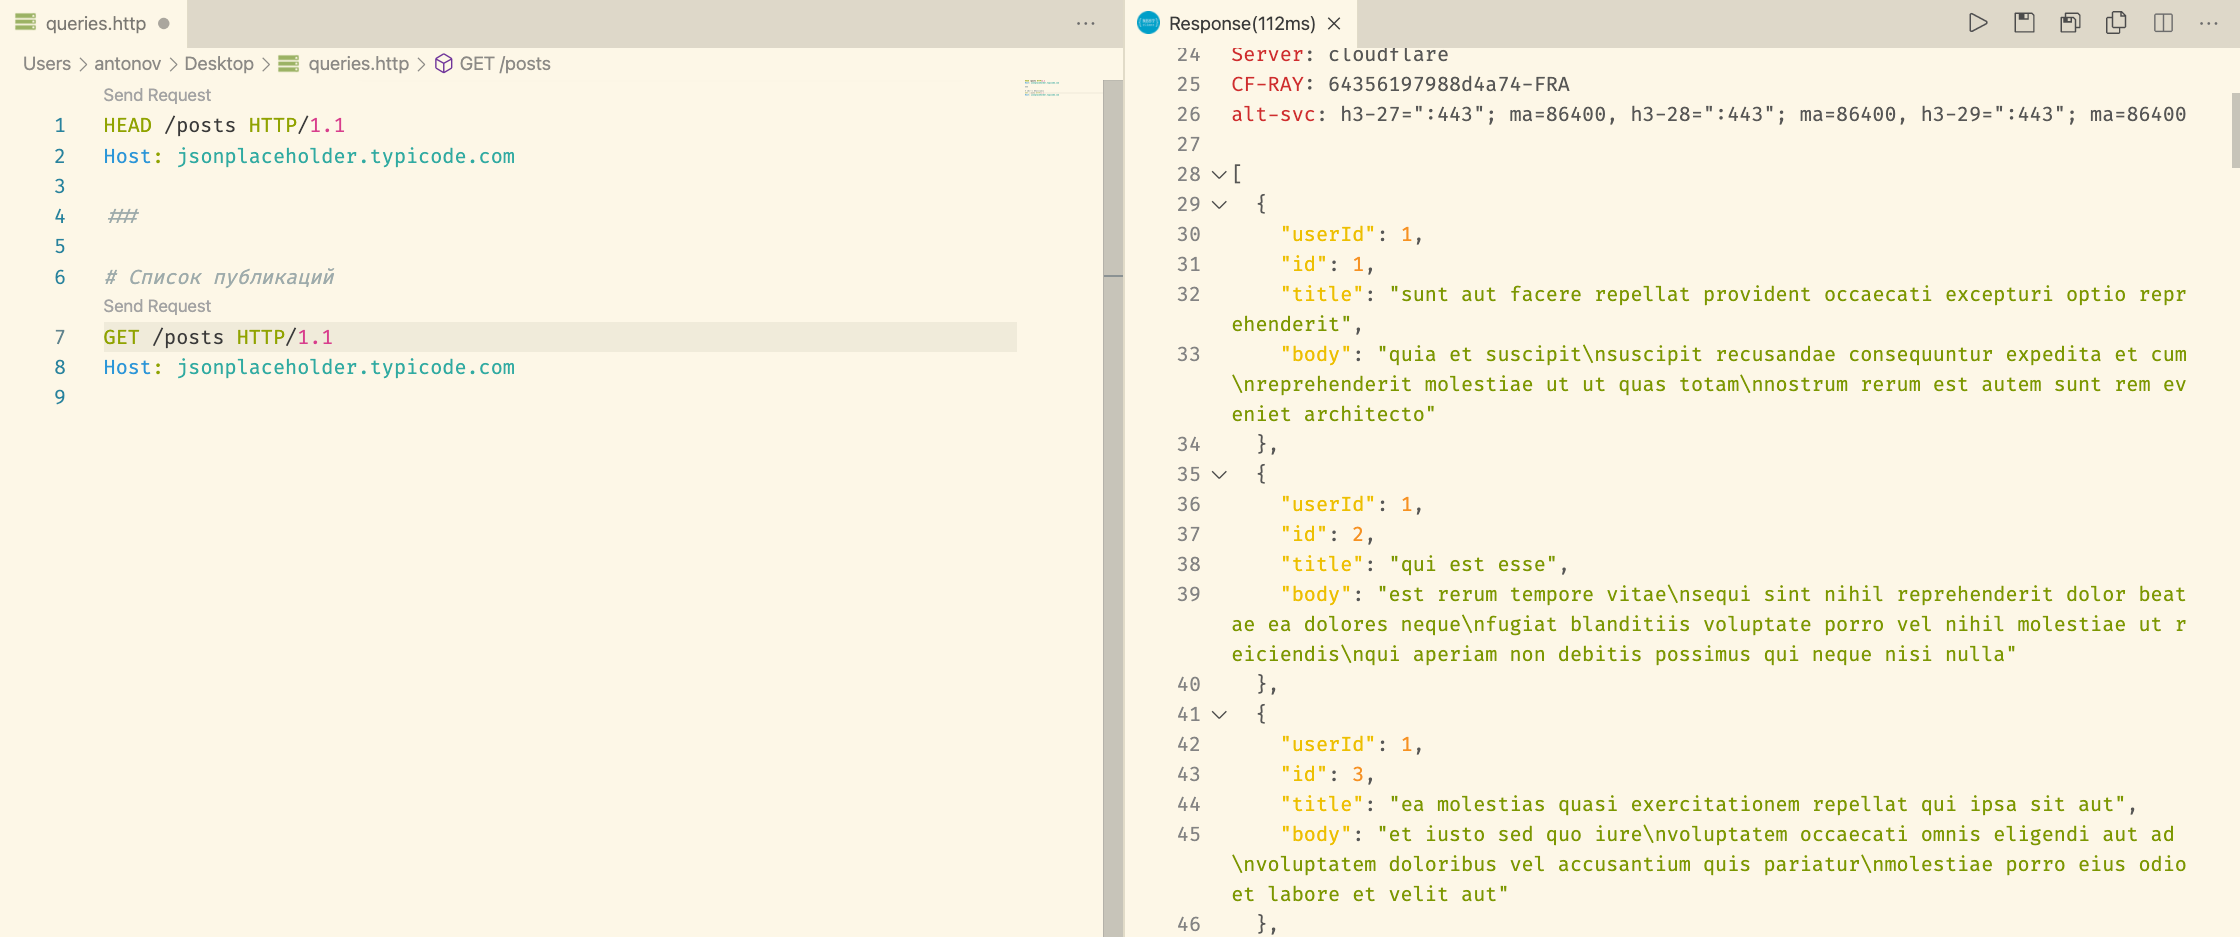 queries.http
Users > antonov > Desktop > queries.http > GET /posts
Send Request
1 HEAD /posts HTTP/1.1
2 Host: jsonplaceholder.typicode.com
3
4 ###
5
6 # Список публикаций
Send Request
7 GET /posts HTTP/1.1
8 Host: jsonplaceholder.typicode.com
9
Response(112ms)
24 Server: cloudflare
25 CF-RAY: 64356197988d4a74-FRA
26 alt-svc: h3-27=":443"; ma=86400, h3-28=":443"; ma=86400, h3-29=":443"; ma=86400
27
28 [
29 {
30 "userId": 1,
31 "id": 1,
32 "title": "sunt aut facere repellat provident occaecati excepturi optio repr
ehenderit",
33 "body": "quia et suscipit\nsuscipit recusandae consequuntur expedita et cum
\nreprehenderit molestiae ut ut quas totam\nnostrum rerum est autem sunt rem ev
eniet architecto"
34 },
35 {
36 "userId": 1,
37 "id": 2,
38 "title": "qui est esse",
39 "body": "est rerum tempore vitae\nsequi sint nihil reprehenderit dolor beat
ae ea dolores neque\nfugiat blanditiis voluptate porro vel nihil molestiae ut r
eiciendis\nqui aperiam non debitis possimus qui neque nisi nulla"
40 },
41 {
42 "userId": 1,
43 "id": 3,
44 "title": "ea molestias quasi exercitationem repellat qui ipsa sit aut",
45 "body": "et iusto sed quo iure\nvoluptatem occaecati omnis eligendi aut ad
\nvoluptatem doloribus vel accusantium quis pariatur\nmolestiae porro eius odio
et labore et velit aut"
46 },